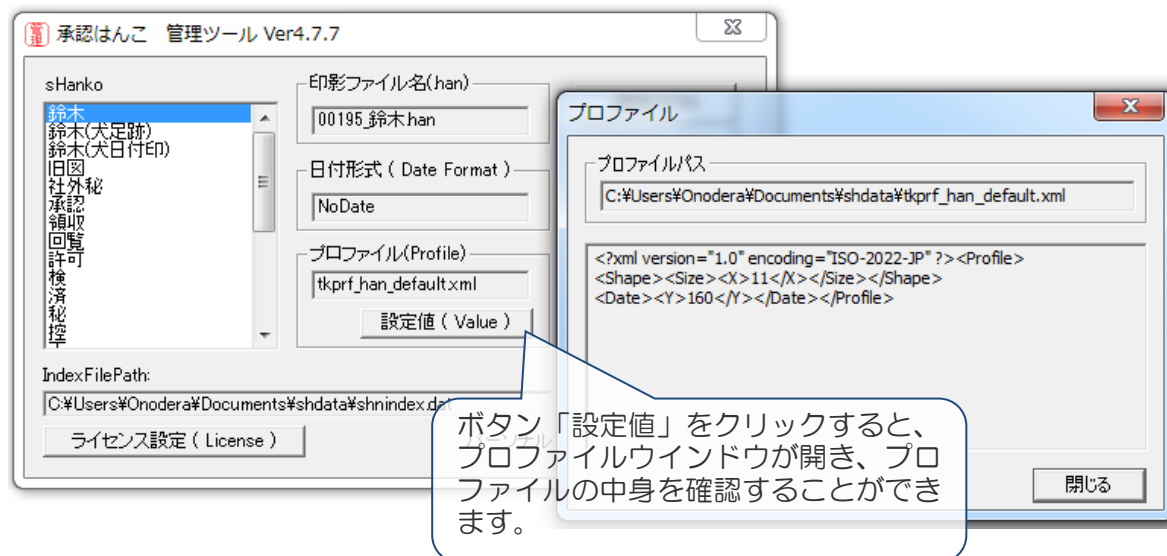 承認はんこ　管理ツール Ver4.7.7
sHanko
鈴木
鈴木(犬足跡)
鈴木(犬日付印)
旧図
社外秘
承認
領収
回覧
許可
検
済
秘
控
印影ファイル名(han)
00195_鈴木.han
日付形式 ( Date Format )
NoDate
プロファイル(Profile)
tkprf_han_default.xml
設定値 ( Value )
IndexFilePath:
C:¥Users¥Onodera¥Documents¥shdata¥shnindex.dat
ライセンス設定 ( License )
パーソナル
プロファイル
プロファイルパス
C:¥Users¥Onodera¥Documents¥shdata¥tkprf_han_default.xml
<?xml version="1.0" encoding="ISO-2022-JP" ?><Profile>
<Shape><Size><X>11</X></Size></Shape>
<Date><Y>160</Y></Date></Profile>
閉じる
ボタン「設定値」をクリックすると、
プロファイルウインドウが開き、プロ
ファイルの中身を確認することができ
ます。